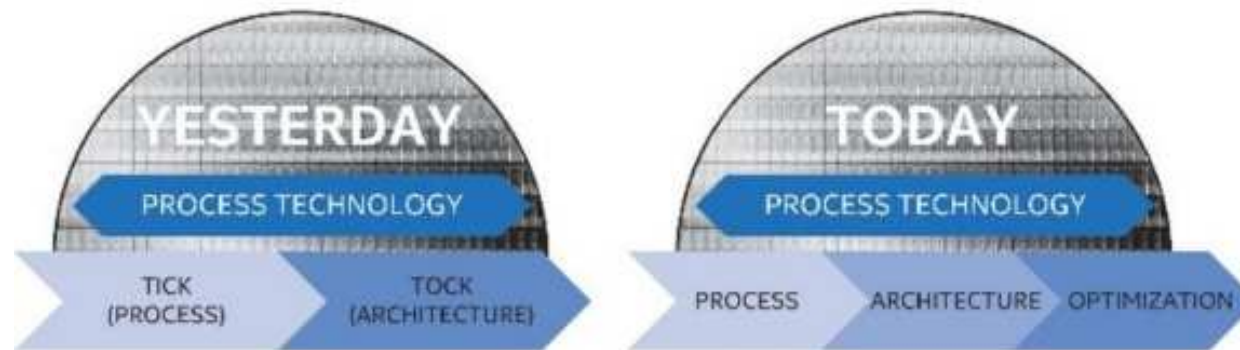 YESTERDAY
PROCESS TECHNOLOGY
TICK
(PROCESS)
TOCK
(ARCHITECTURE)
TODAY
PROCESS TECHNOLOGY
PROCESS
ARCHITECTURE
OPTIMIZATION